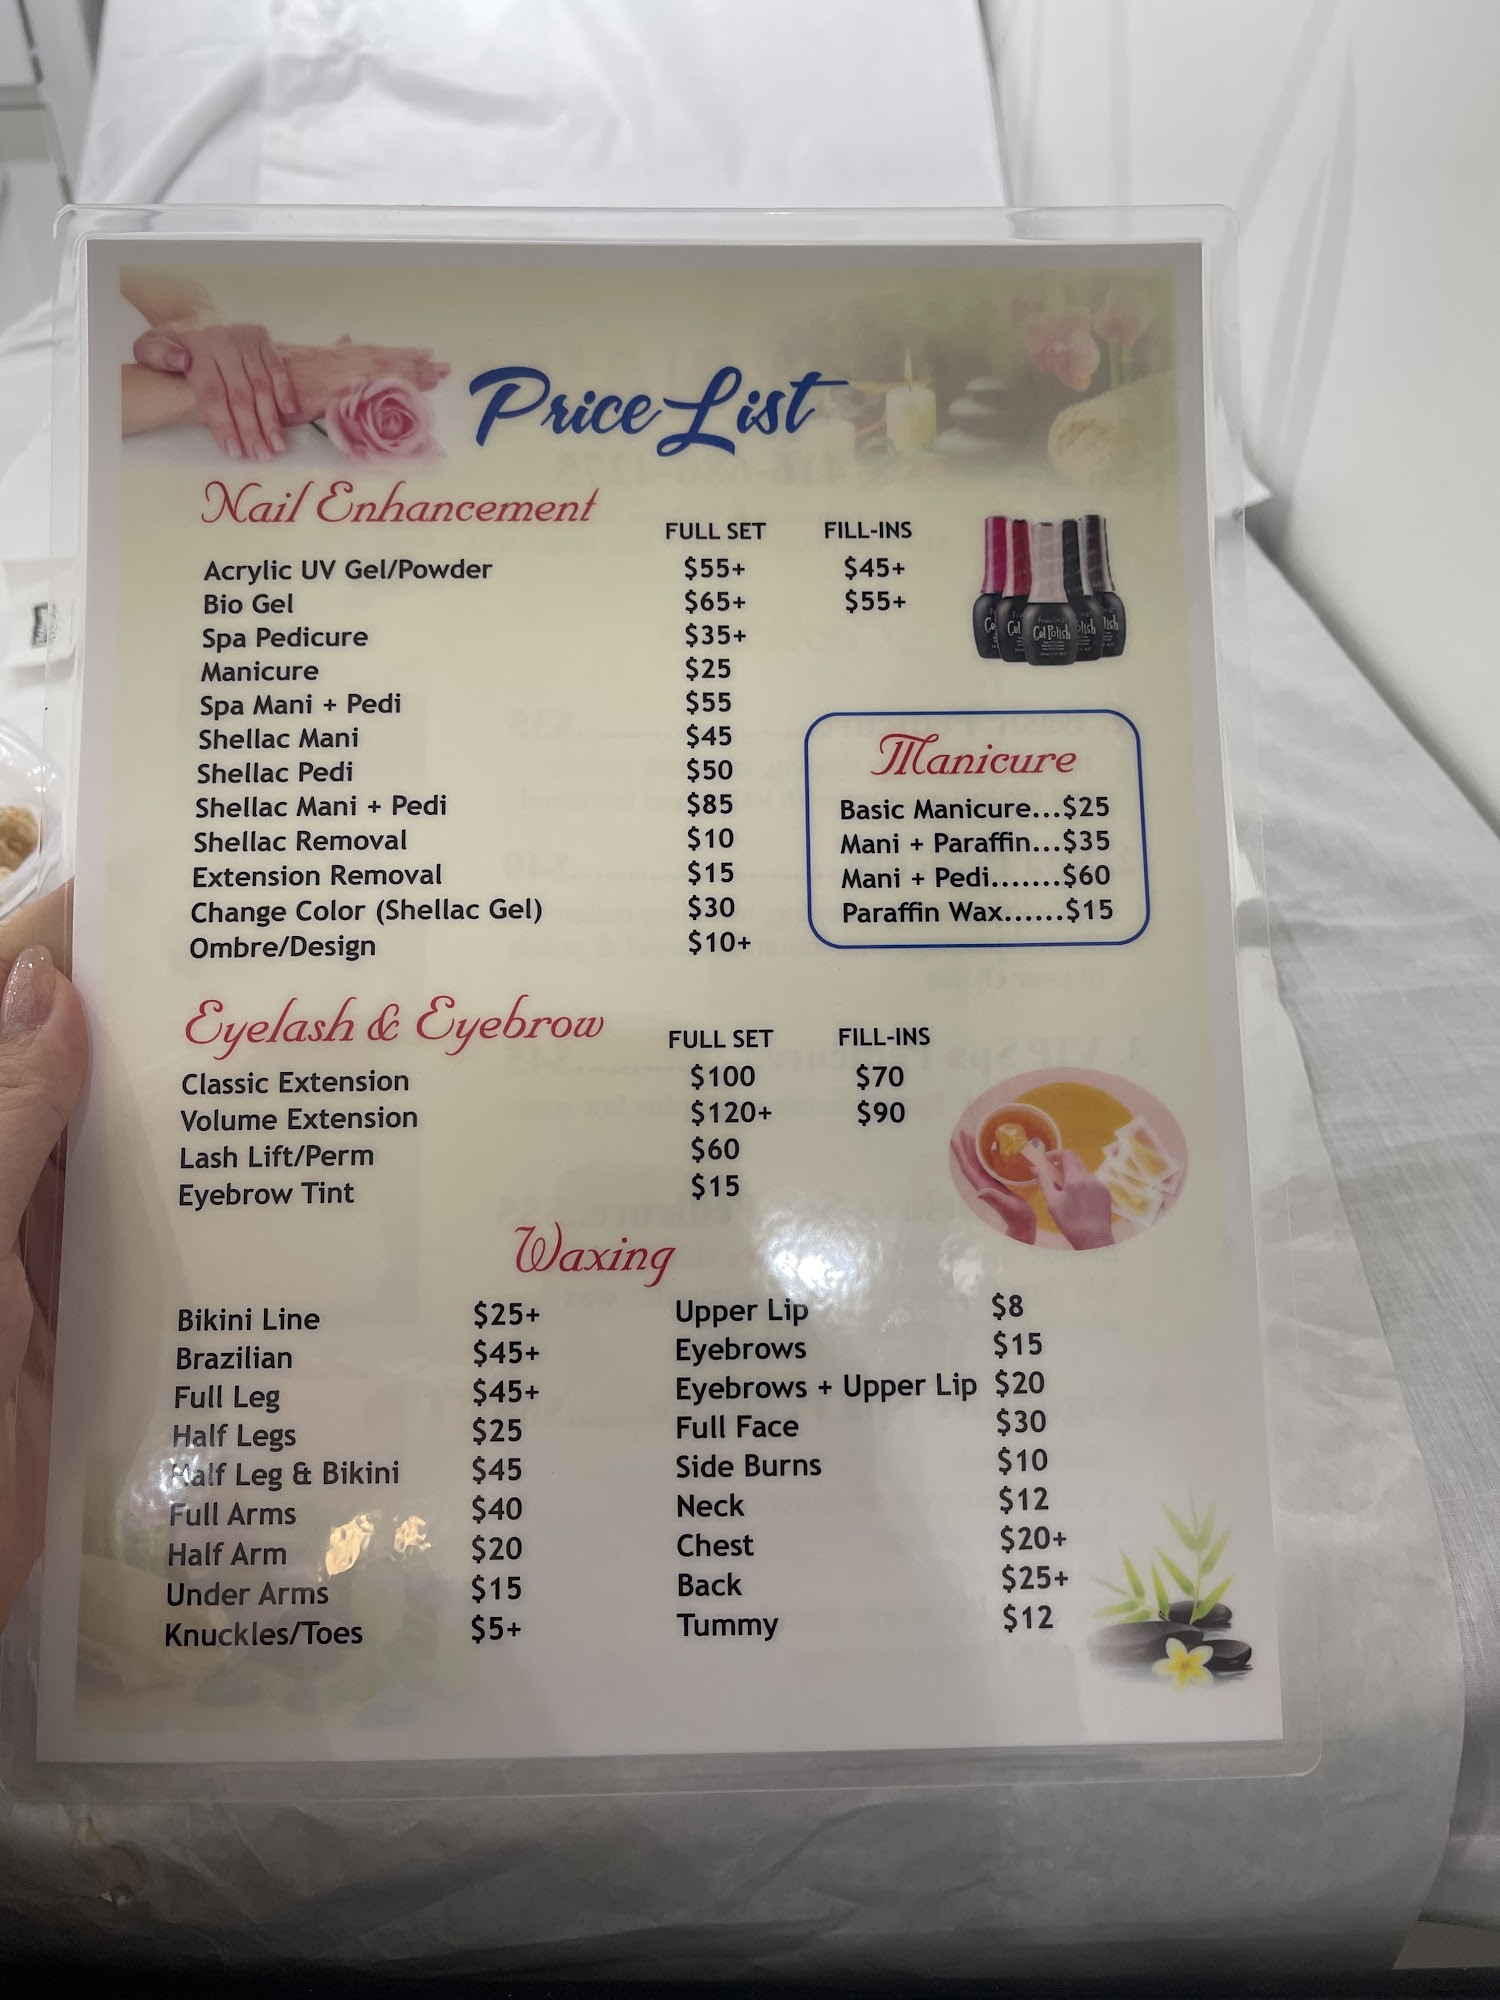 Price List
Nail Enhancement
FULL SET FILL-INS
Acrylic UV Gel/Powder $55+ $45+
Bio Gel $65+ $55+
Spa Pedicure $35+
Manicure $25
Spa Mani + Pedi $55
Shellac Mani $45
Shellac Pedi $50
Shellac Mani + Pedi $85
Shellac Removal $10
Extension Removal $15
Change Color (Shellac Gel) $30
Ombre/Design $10+
Gel Polish
Manicure
Basic Manicure...$25
Mani + Paraffin...$35
Mani + Pedi.......$60
Paraffin Wax......$15
Eyelash & Eyebrow
FULL SET FILL-INS
Classic Extension $100 $70
Volume Extension $120+ $90
Lash Lift/Perm $60
Eyebrow Tint $15
Waxing
Bikini Line $25+
Brazilian $45+
Full Leg $45+
Half Legs $25
Half Leg & Bikini $45
Full Arms $40
Half Arm $20
Under Arms $15
Knuckles/Toes $5+
Upper Lip $8
Eyebrows $15
Eyebrows + Upper Lip $20
Full Face $30
Side Burns $10
Neck $12
Chest $20+
Back $25+
Tummy $12